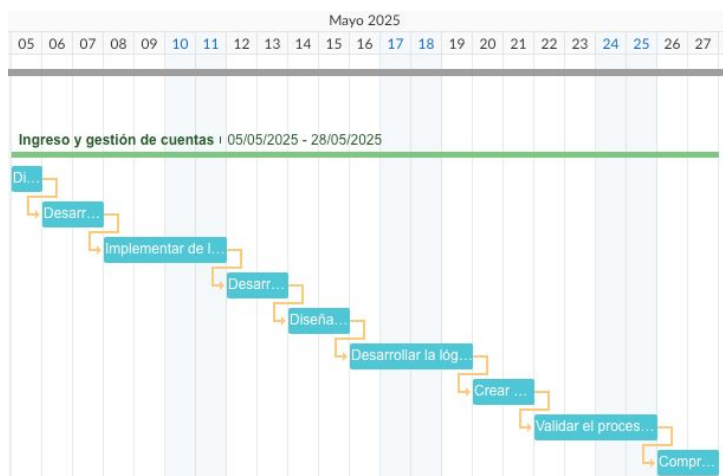 Mayo 2025
05 06 07 08 09 10 11 12 13 14 15 16 17 18 19 20 21 22 23 24 25 26 27
Ingreso y gestión de cuentas 05/05/2025 - 28/05/2025
Di...
Desarr...
Implementar de l...
Desarr...
Diseña...
Desarrollar la lóg...
Crear ...
Validar el proces...
Compr...